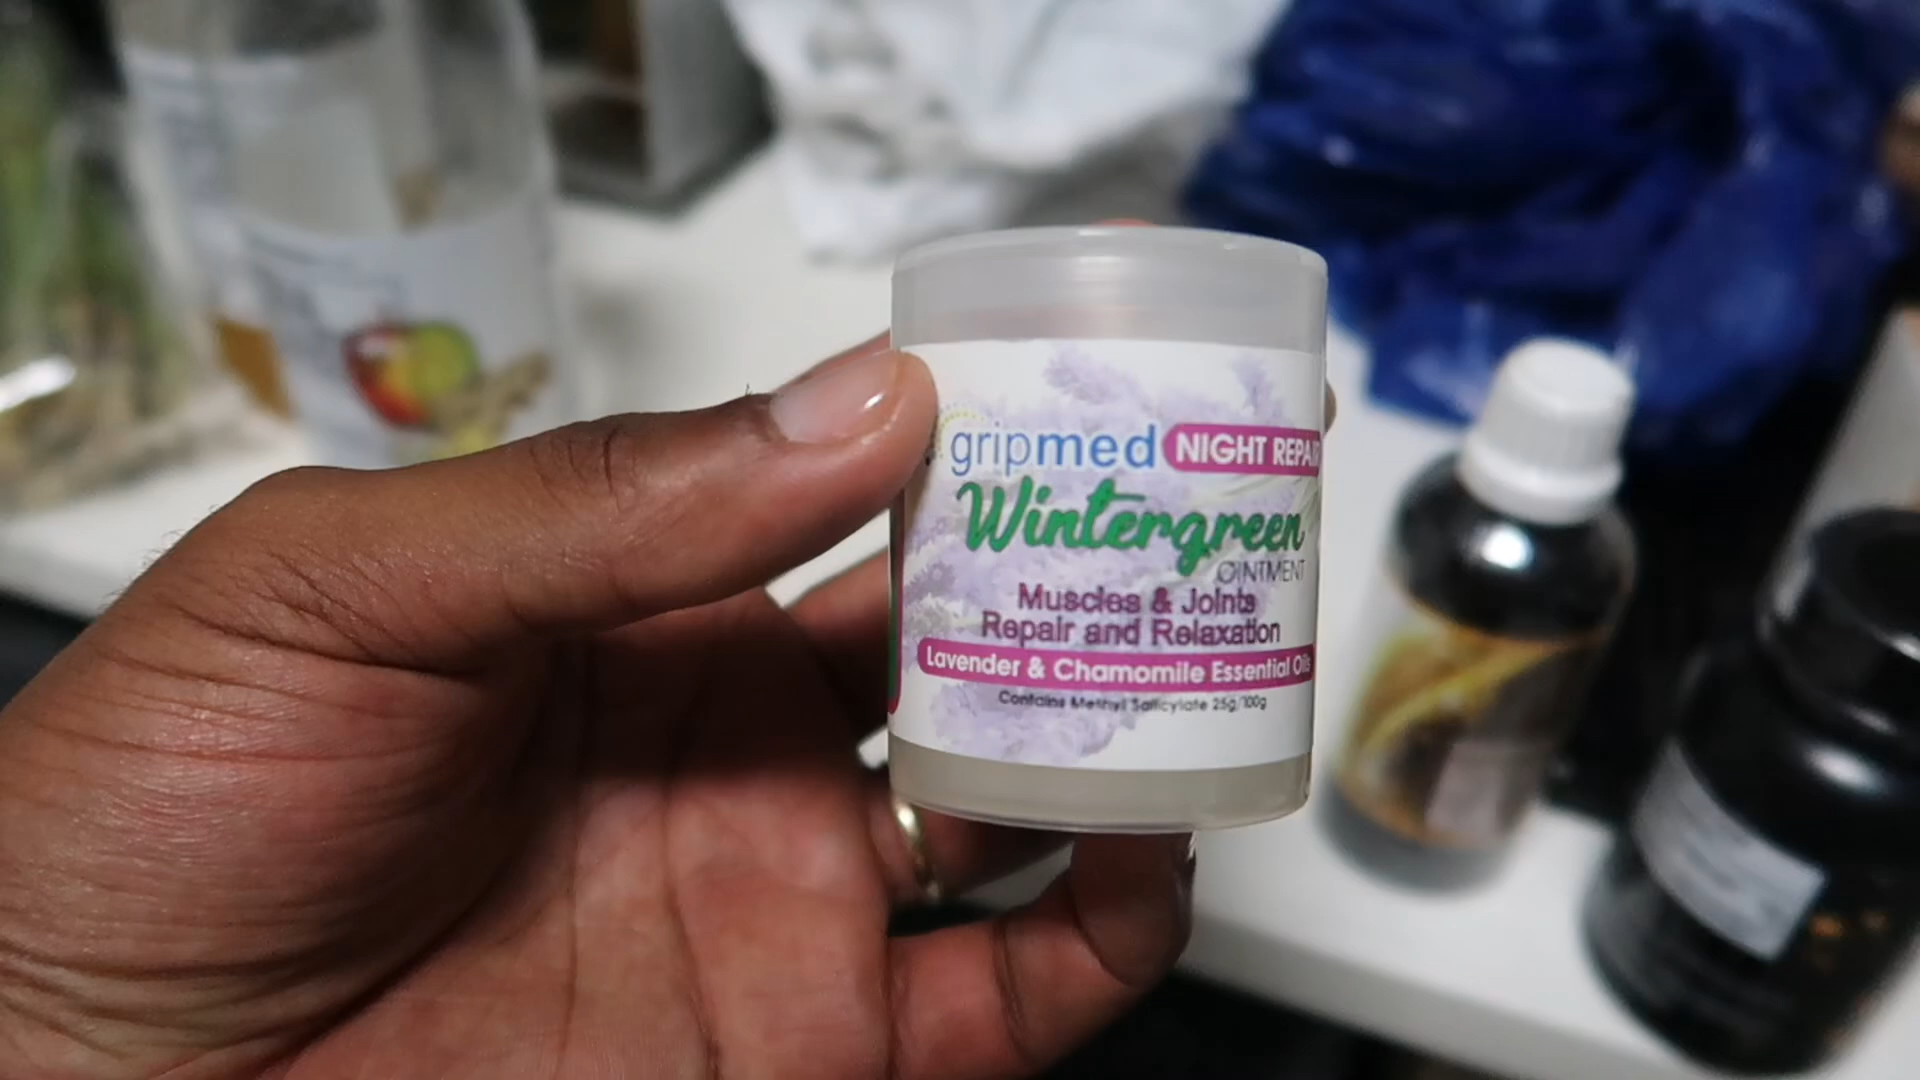 gripmed NIGHT REPAIR
Wintergreen
OINTMENT
Muscles & Joints
Repair and Relaxation
Lavender & Chamomile Essential Oils
Contains Methyl Salicylate 25g/100g